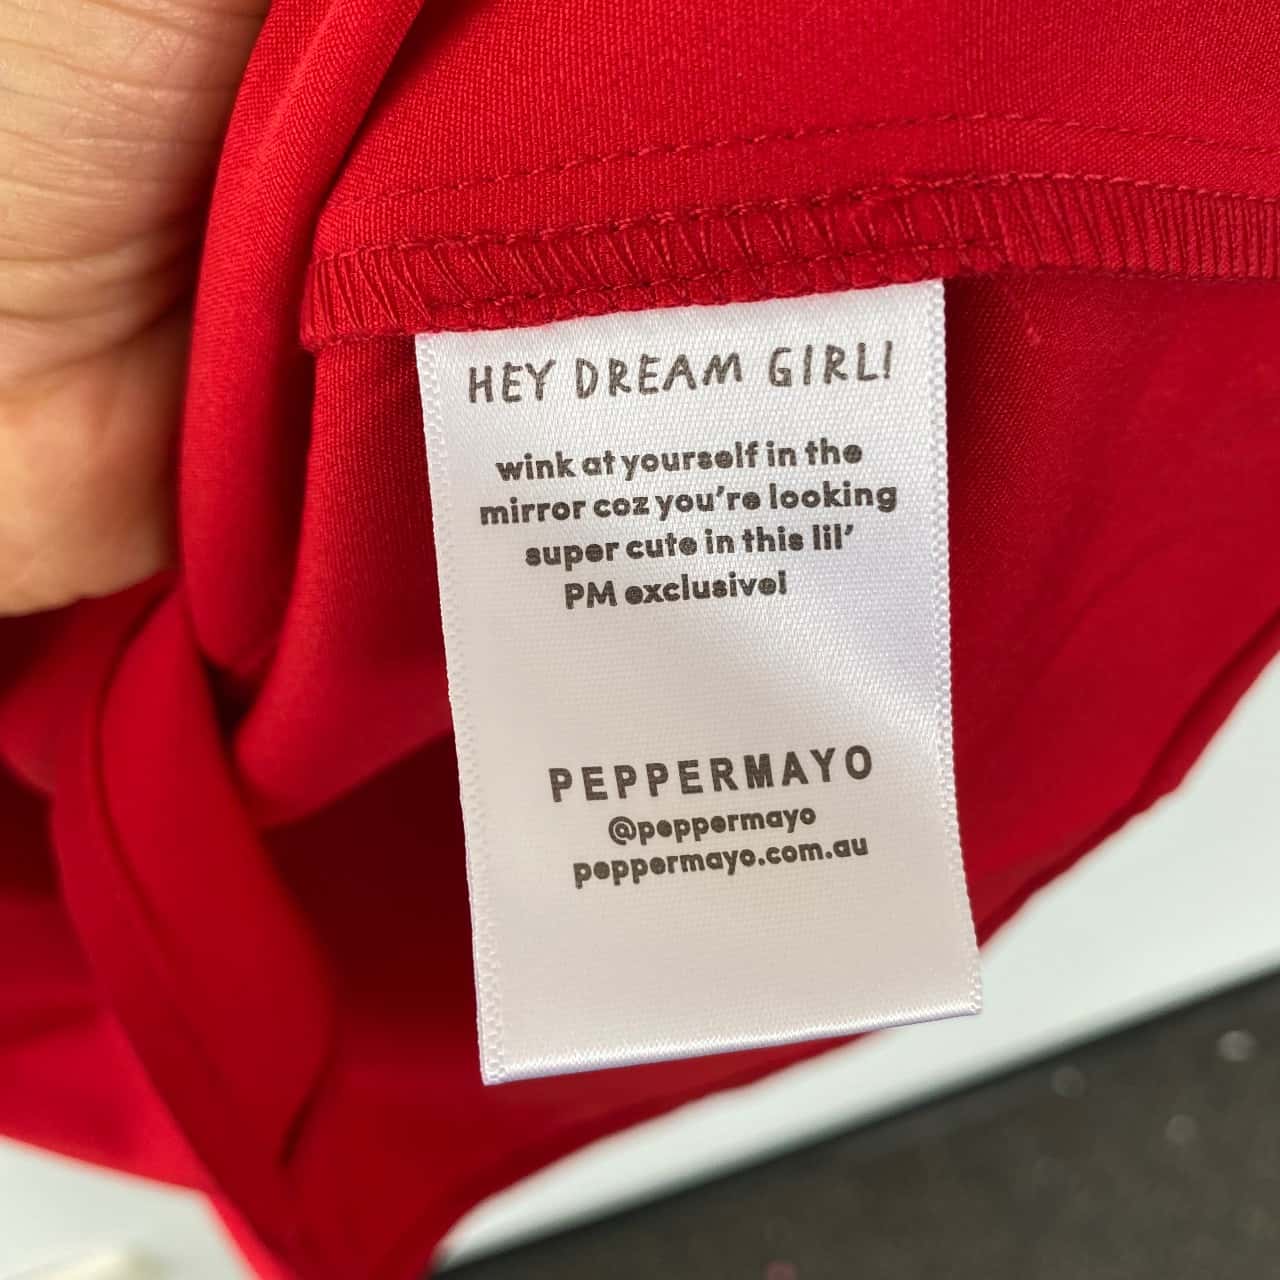 HEY DREAM GIRL!
wink at yourself in the
mirror coz you're looking
super cute in this lil'
PM exclusive!
PEPPERMAYO
@peppermayo
peppermayo.com.au